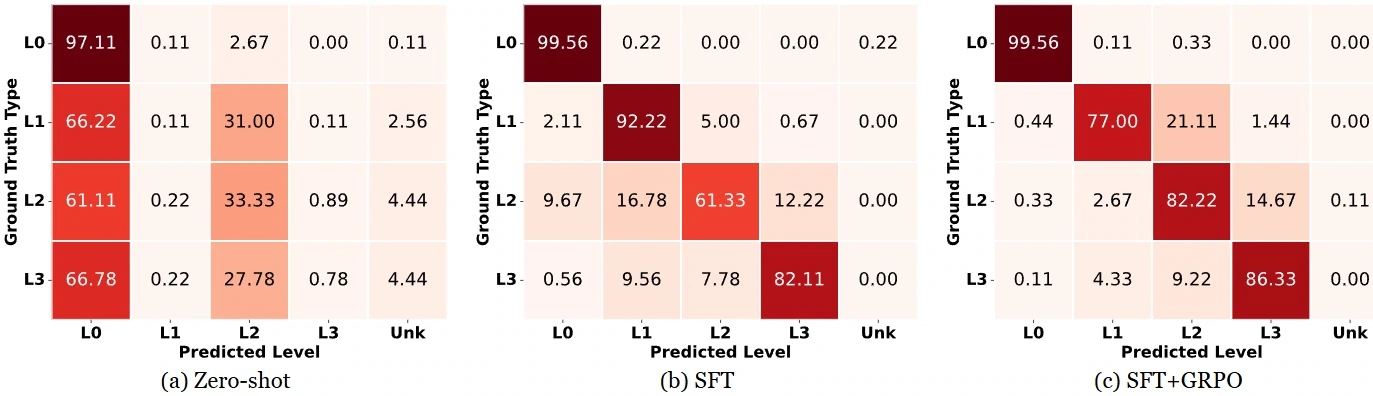 Ground Truth Type
L0 97.11 0.11 2.67 0.00 0.11
L1 66.22 0.11 31.00 0.11 2.56
L2 61.11 0.22 33.33 0.89 4.44
L3 66.78 0.22 27.78 0.78 4.44
L0 L1 L2 L3 Unk
Predicted Level
(a) Zero-shot
Ground Truth Type
L0 99.56 0.22 0.00 0.00 0.22
L1 2.11 92.22 5.00 0.67 0.00
L2 9.67 16.78 61.33 12.22 0.00
L3 0.56 9.56 7.78 82.11 0.00
L0 L1 L2 L3 Unk
Predicted Level
(b) SFT
Ground Truth Type
L0 99.56 0.11 0.33 0.00 0.00
L1 0.44 77.00 21.11 1.44 0.00
L2 0.33 2.67 82.22 14.67 0.11
L3 0.11 4.33 9.22 86.33 0.00
L0 L1 L2 L3 Unk
Predicted Level
(c) SFT+GRPO